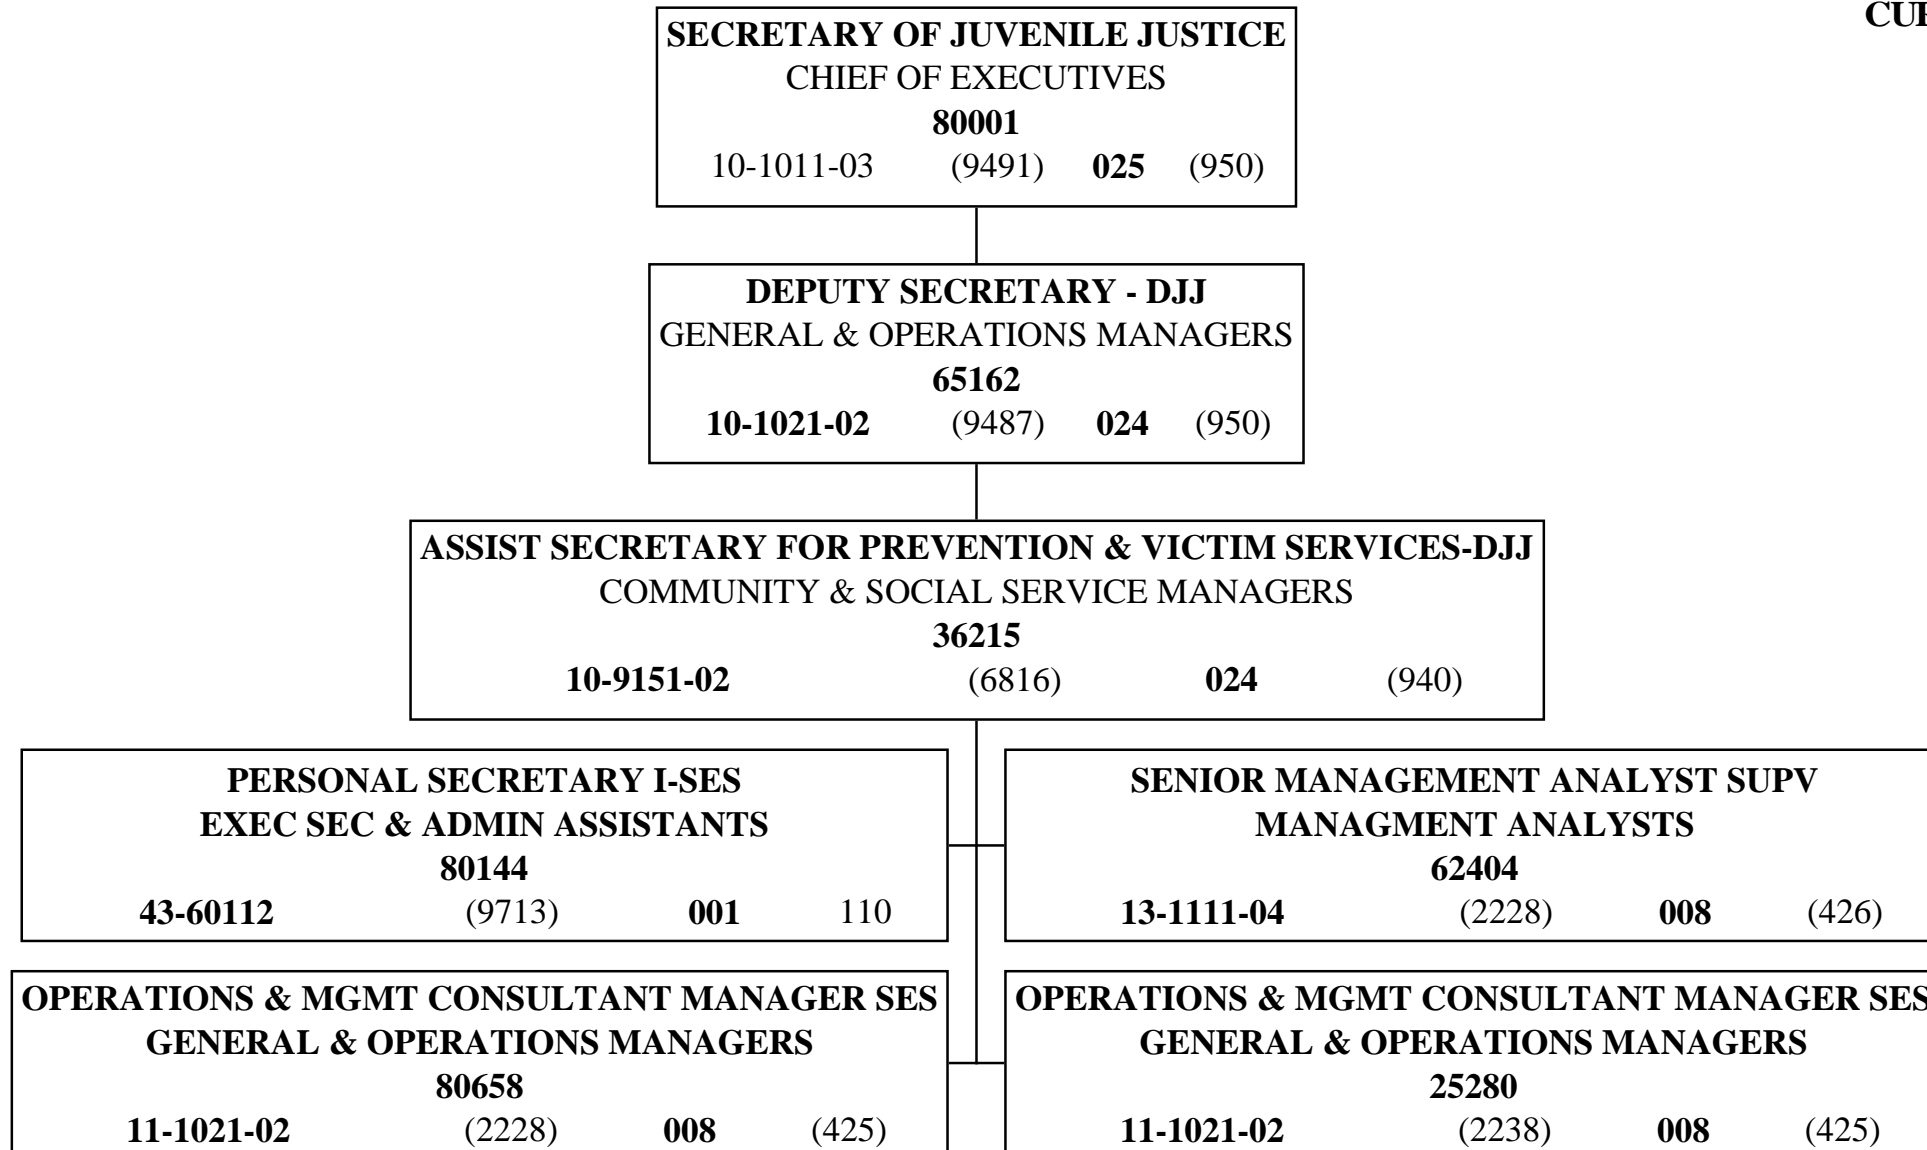 SECRETARY OF JUVENILE JUSTICE
CHIEF OF EXECUTIVES
80001
10-1011-03 (9491) 025 (950)
DEPUTY SECRETARY - DJJ
GENERAL & OPERATIONS MANAGERS
65162
10-1021-02 (9487) 024 (950)
ASSIST SECRETARY FOR PREVENTION & VICTIM SERVICES-DJJ
COMMUNITY & SOCIAL SERVICE MANAGERS
36215
10-9151-02 (6816) 024 (940)
PERSONAL SECRETARY I-SES
EXEC SEC & ADMIN ASSISTANTS
80144
43-60112 (9713) 001 110
SENIOR MANAGEMENT ANALYST SUPV
MANAGMENT ANALYSTS
62404
13-1111-04 (2228) 008 (426)
OPERATIONS & MGMT CONSULTANT MANAGER SES
GENERAL & OPERATIONS MANAGERS
80658
11-1021-02 (2228) 008 (425)
OPERATIONS & MGMT CONSULTANT MANAGER SES
GENERAL & OPERATIONS MANAGERS
25280
11-1021-02 (2238) 008 (425)